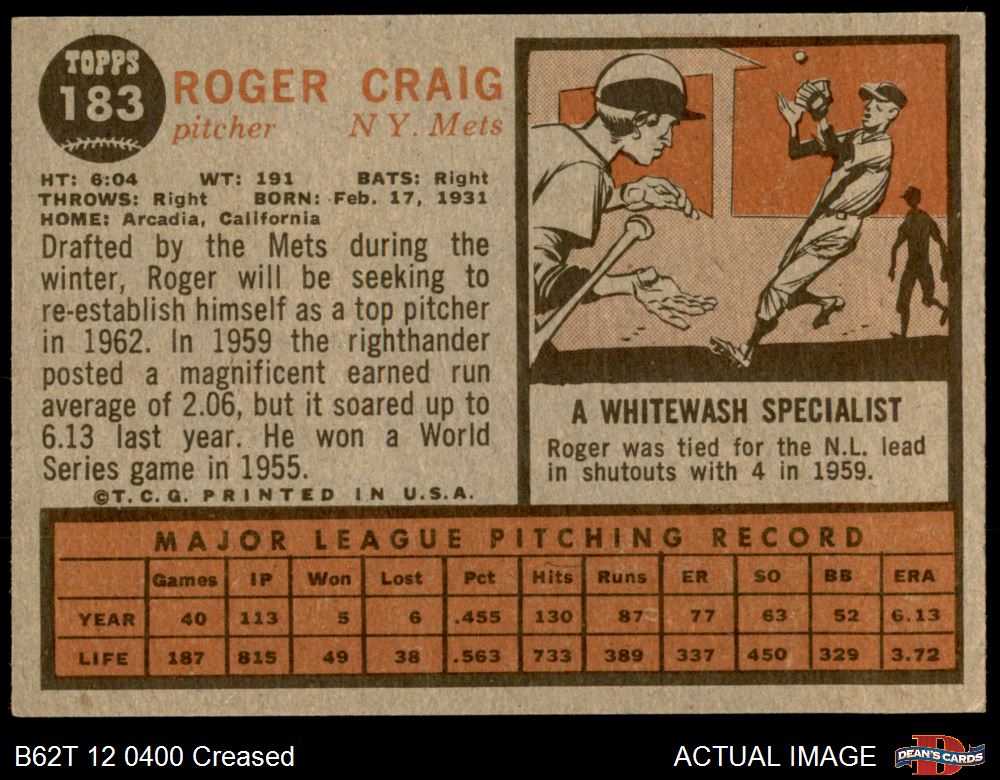 TOPPS
183
ROGER CRAIG
pitcher N Y. Mets
HT: 6:04 WT: 191 BATS: Right
THROWS: Right BORN: Feb. 17, 1931
HOME: Arcadia, California
Drafted by the Mets during the
winter, Roger will be seeking to
re-establish himself as a top pitcher
in 1962. In 1959 the righthander
posted a magnificent earned run
average of 2.06, but it soared up to
6.13 last year. He won a World
Series game in 1955.
©T. C. G. PRINTED IN U.S.A.
A WHITEWASH SPECIALIST
Roger was tied for the N.L. lead
in shutouts with 4 in 1959.
MAJOR LEAGUE PITCHING RECORD
Games IP Won Lost Pct Hits Runs ER SO BB ERA
YEAR 40 113 5 6 .455 130 87 77 63 52 6.13
LIFE 187 815 49 38 .563 733 389 337 450 329 3.72
B62T 12 0400 Creased ACTUAL IMAGE DEAN'S CARDS